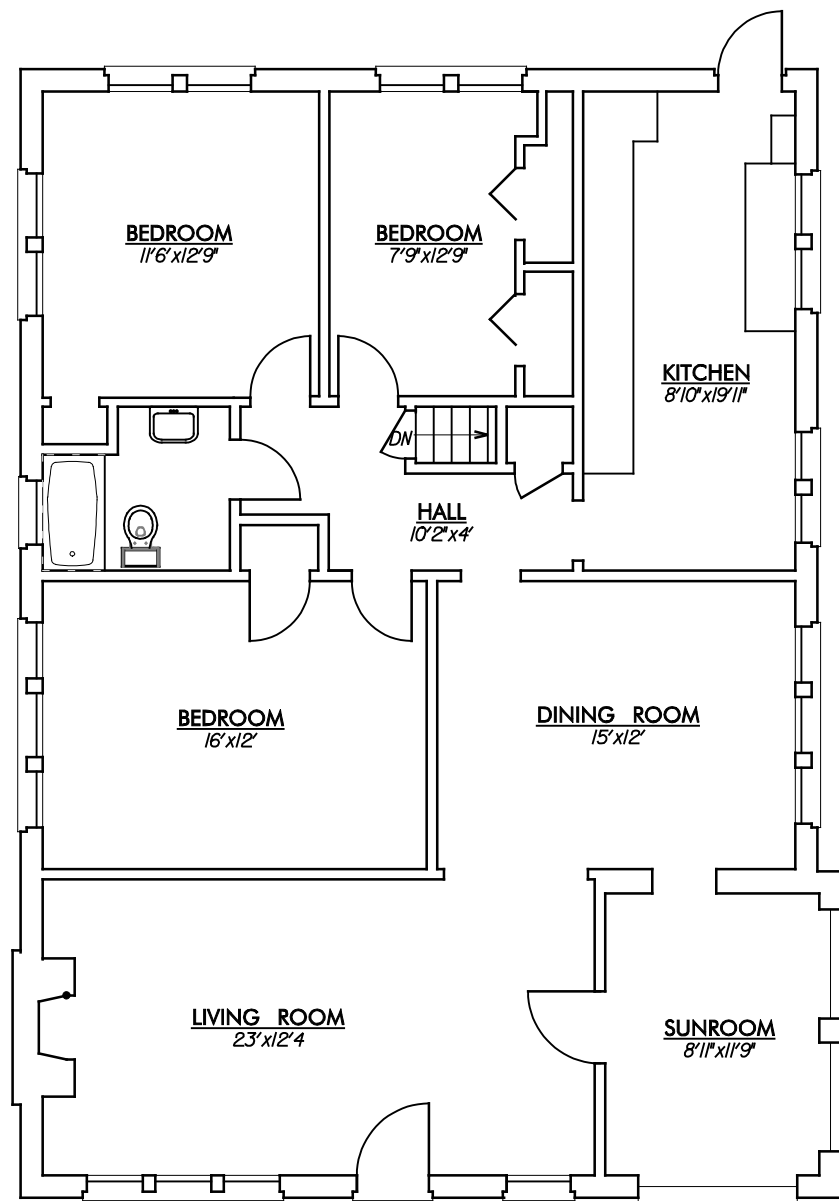 BEDROOM
11'6"x12'9"
BEDROOM
7'9"x12'9"
KITCHEN
8'10"x19'11"
DN
HALL
10'2"x4'
BEDROOM
16'x12'
DINING ROOM
15'x12'
LIVING ROOM
23'x12'4
SUNROOM
8'11"x11'9"